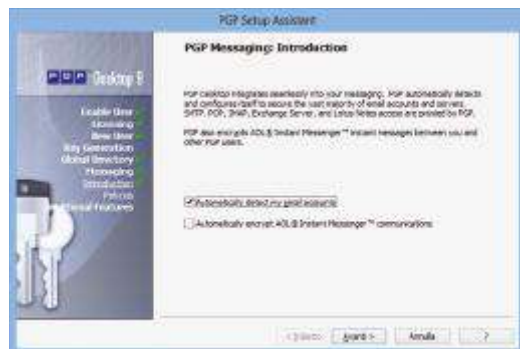 PGP Setup Assistant
PGP Desktop 9
Enable User
Licensing
New User
Key Generation
Global Directory
Messaging
Introduction
Policies
Additional Features
PGP Messaging: Introduction
PGP Desktop integrates seamlessly into your messaging. PGP automatically detects
and configures itself to secure the vast majority of email accounts and servers.
SMTP, POP, IMAP, Exchange Server, and Lotus Notes access are provided by PGP.
PGP also encrypts AOL® Instant Messenger™ instant messages between you and
other PGP users.
Automatically detect my email accounts
Automatically encrypt AOL® Instant Messenger™ communications
< Indietro
Avanti >
Annulla
?